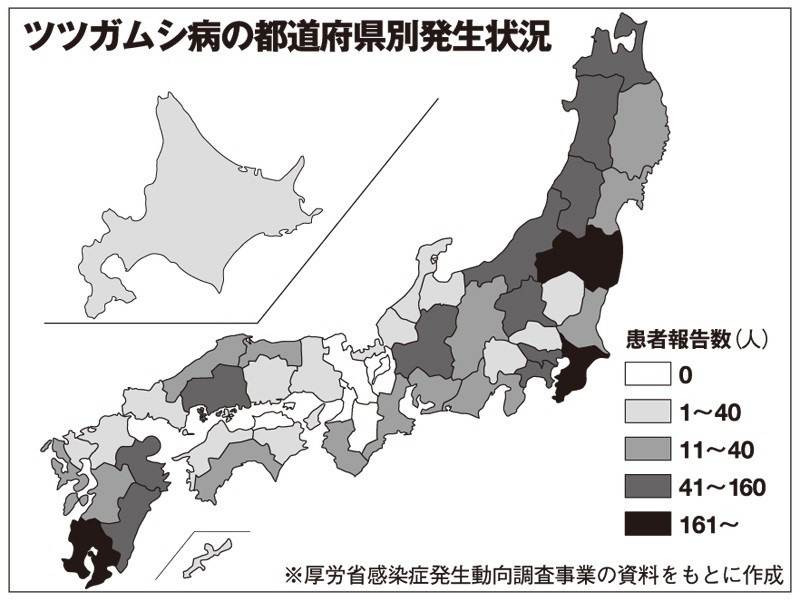 ツツガムシ病の都道府県別発生状況
患者報告数（人）
0
1〜40
11〜40
41〜160
161〜
※厚労省感染症発生動向調査事業の資料をもとに作成